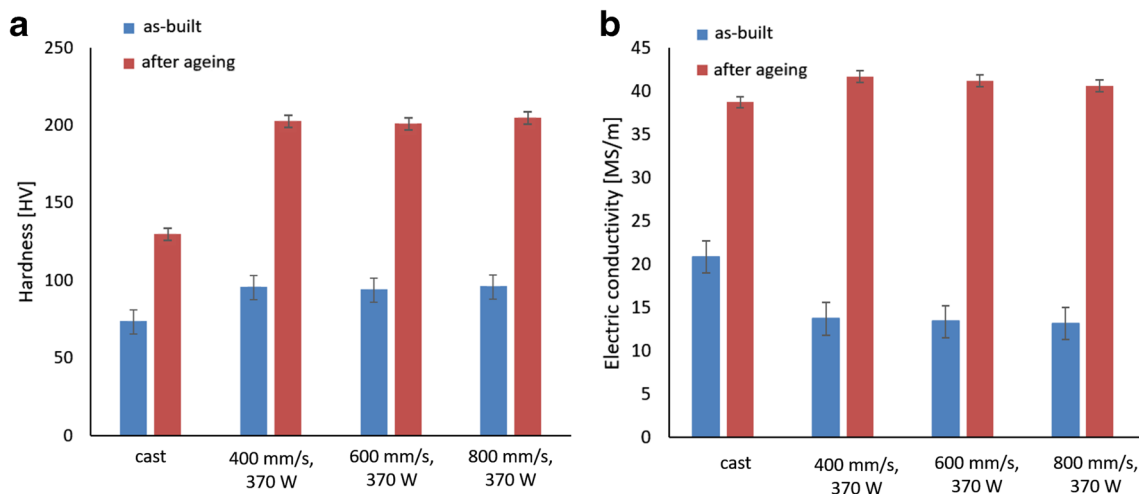 a
as-built
after ageing
250
200
150
100
50
0
Hardness [HV]
cast
400 mm/s,
370 W
600 mm/s,
370 W
800 mm/s,
370 W
b
as-built
after ageing
45
40
35
30
25
20
15
10
5
0
Electric conductivity [MS/m]
cast
400 mm/s,
370 W
600 mm/s,
370 W
800 mm/s,
370 W